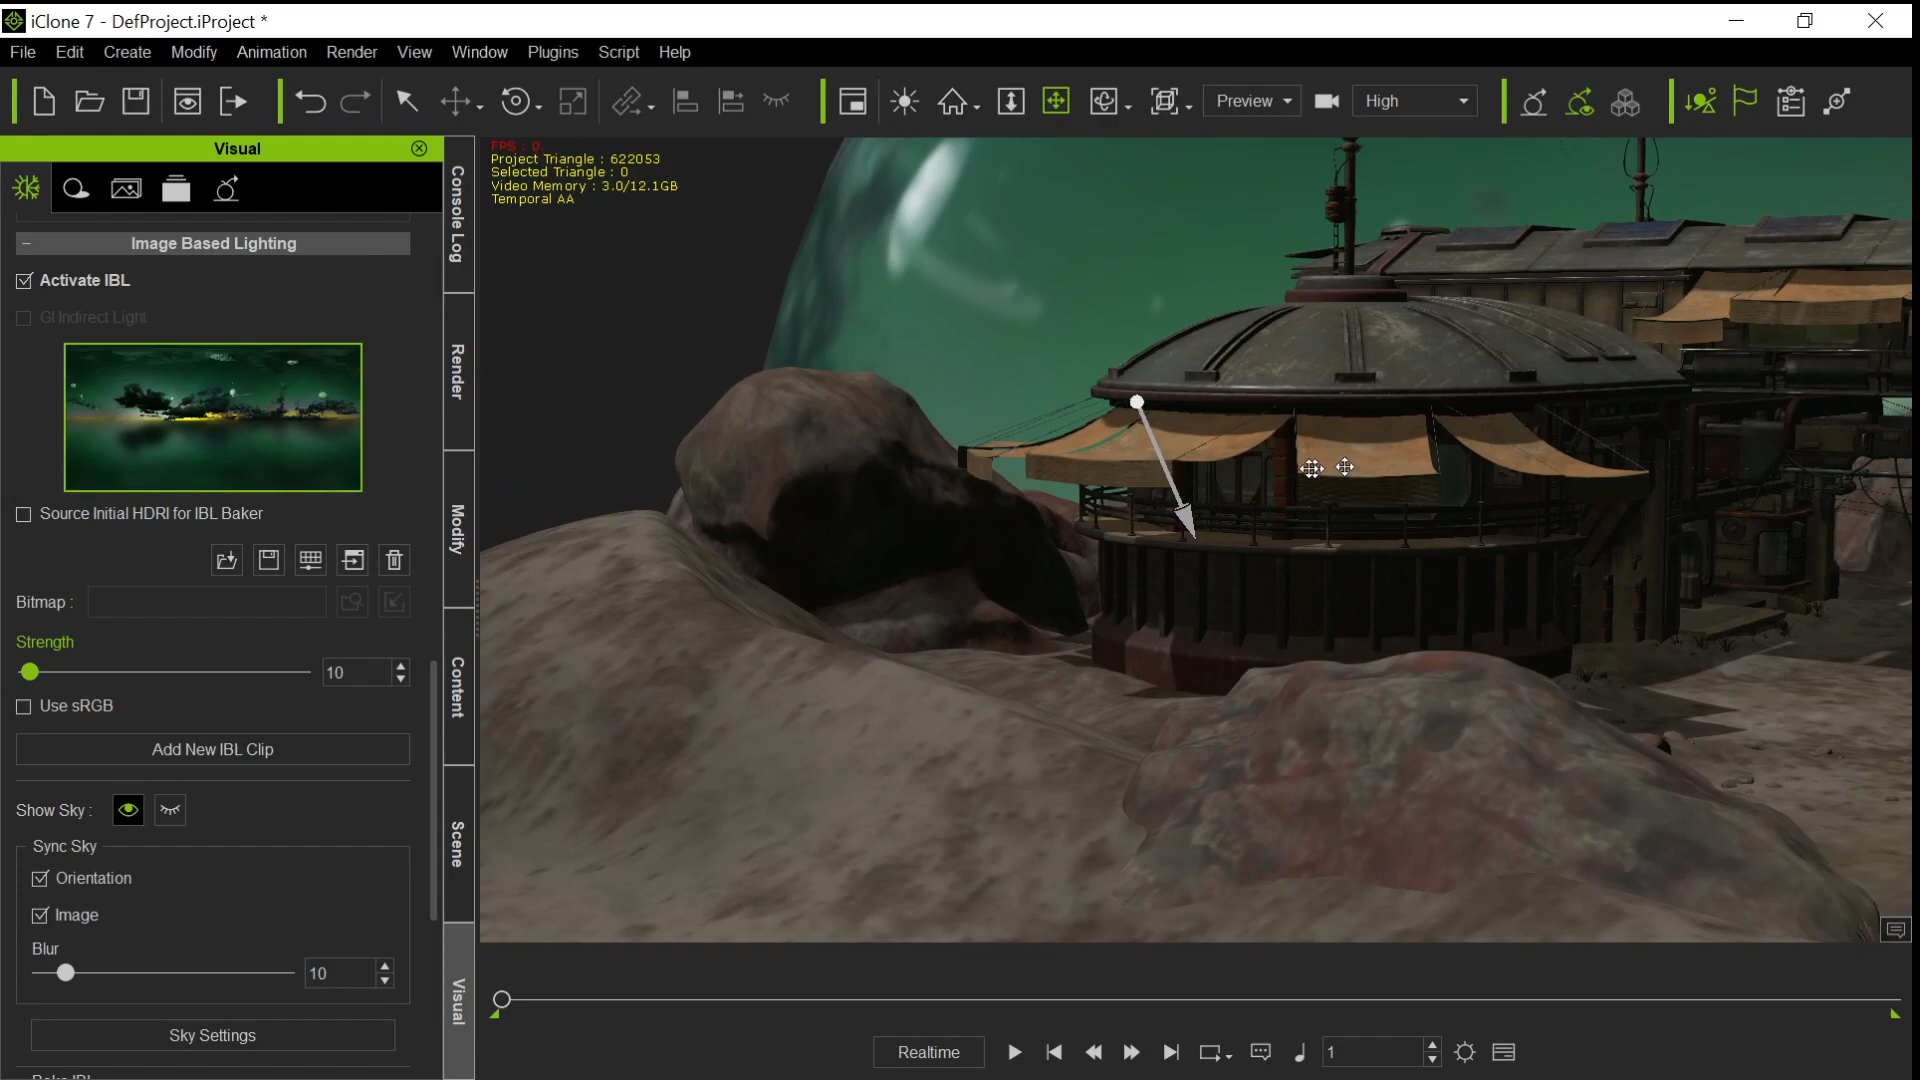 iClone 7 - DefProject.iProject *
File Edit Create Modify Animation Render View Window Plugins Script Help
Preview High
Visual
Console Log
Render
Modify
Content
Scene
Visual
FPS : 0.
Project Triangle : 622053
Selected Triangle : 0
Video Memory : 3.0/12.1GB
Temporal AA
Image Based Lighting
Activate IBL
GI Indirect Light
Source Initial HDRI for IBL Baker
Bitmap :
Strength
10
Use sRGB
Add New IBL Clip
Show Sky :
Sync Sky
Orientation
Image
Blur
10
Sky Settings
Realtime 1